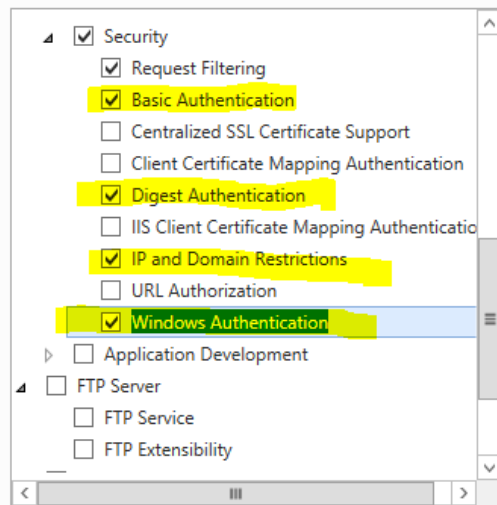 Security
Request Filtering
Basic Authentication
Centralized SSL Certificate Support
Client Certificate Mapping Authentication
Digest Authentication
IIS Client Certificate Mapping Authenticatio
IP and Domain Restrictions
URL Authorization
Windows Authentication
Application Development
FTP Server
FTP Service
FTP Extensibility